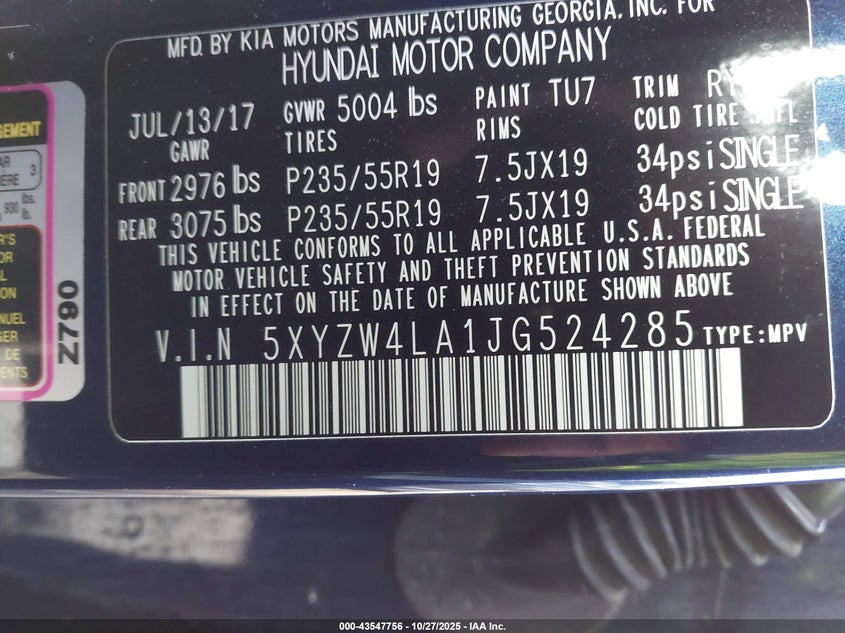 MFD. BY KIA MOTORS MANUFACTURING GEORGIA, INC. FOR
HYUNDAI MOTOR COMPANY
JUL/13/17 GVWR 5004 lbs PAINT TU7 TRIM
GAWR TIRES RIMS COLD TIRE
FRONT 2976 lbs P235/55R19 7.5JX19 34psi SINGLE
REAR 3075 lbs P235/55R19 7.5JX19 34psi SINGLE
THIS VEHICLE CONFORMS TO ALL APPLICABLE U.S.A. FEDERAL
MOTOR VEHICLE SAFETY AND THEFT PREVENTION STANDARDS
IN EFFECT ON THE DATE OF MANUFACTURE SHOWN ABOVE
V.I.N 5XYZW4LA1JG524285 TYPE:MPV
Z790
3
930 lbs.
lb.
000-43547756 - 10/27/2025 - IAA Inc.